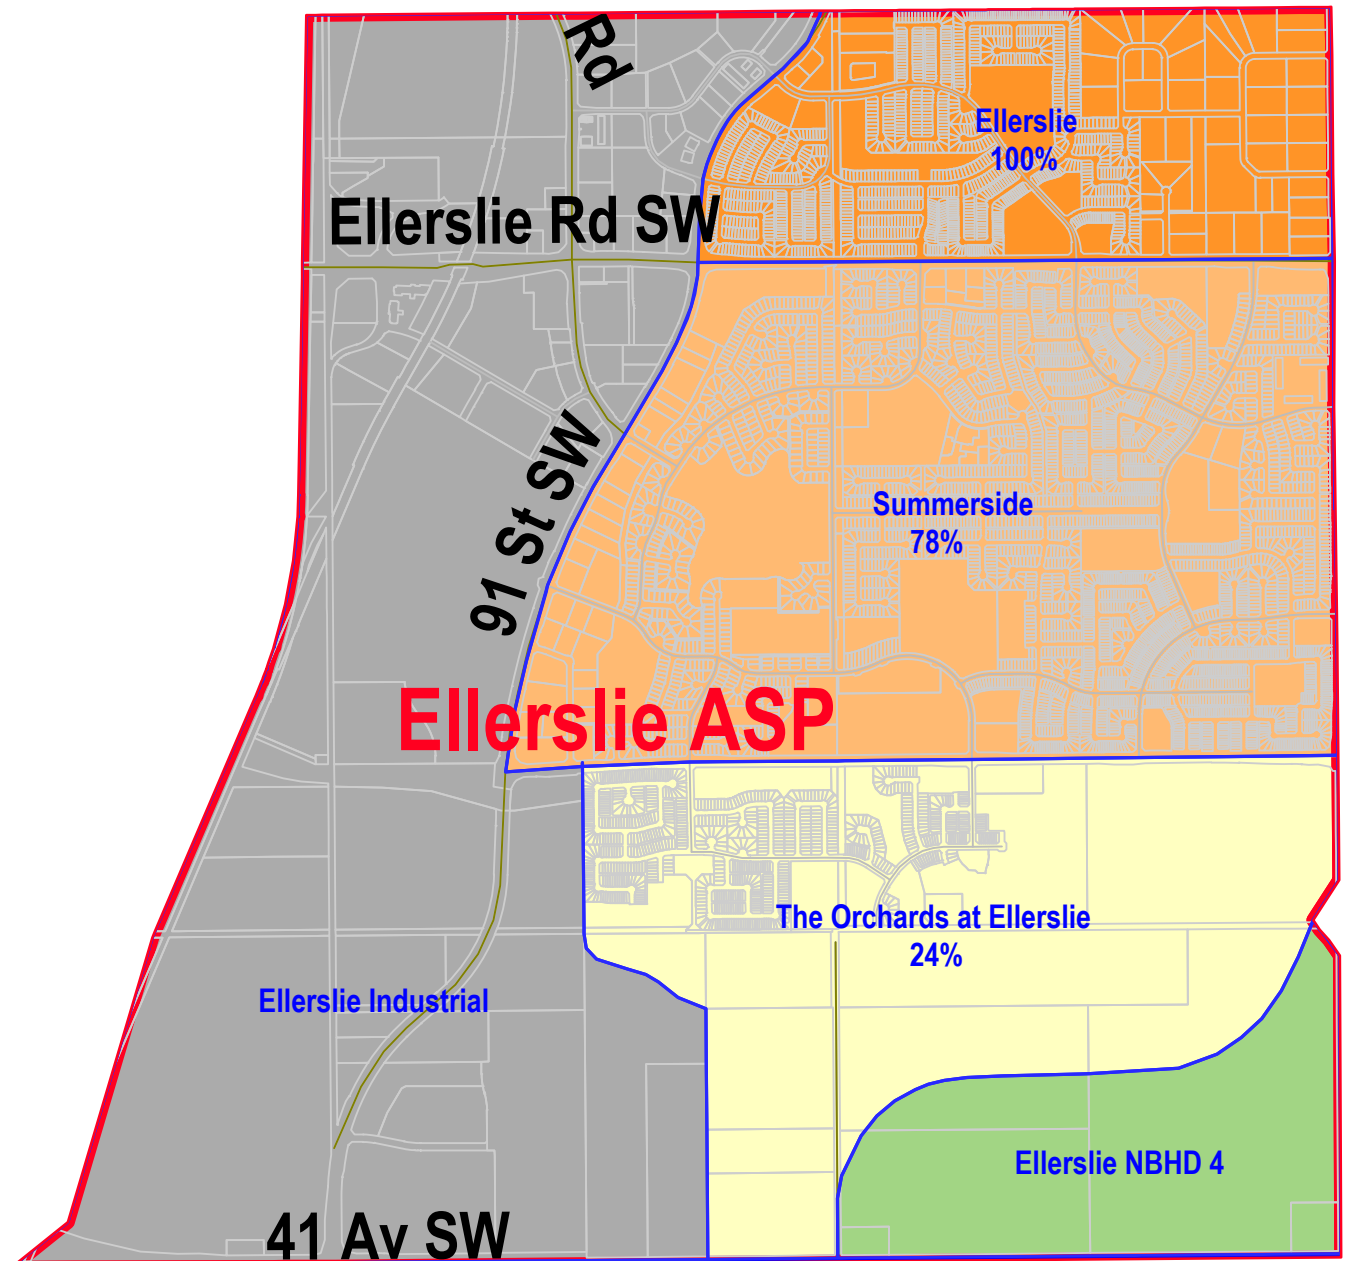 Rd
Ellerslie
100%
Ellerslie Rd SW
91 St SW
Summerside
78%
Ellerslie ASP
The Orchards at Ellerslie
24%
Ellerslie Industrial
Ellerslie NBHD 4
41 Av SW